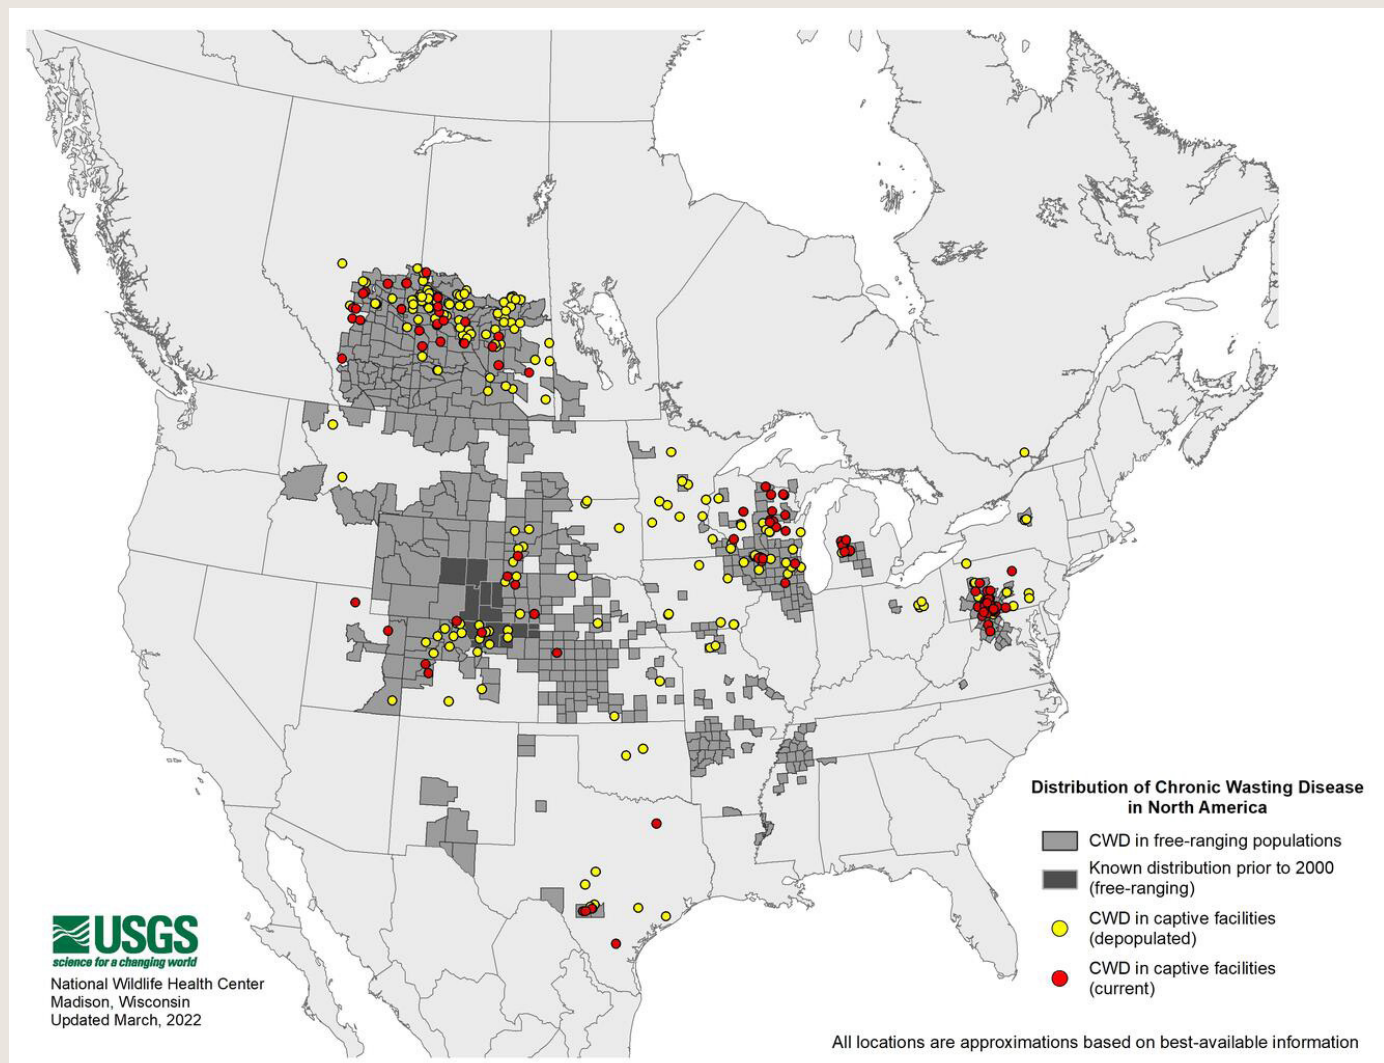 Distribution of Chronic Wasting Disease
in North America
CWD in free-ranging populations
Known distribution prior to 2000
(free-ranging)
CWD in captive facilities
(depopulated)
CWD in captive facilities
(current)
USGS
science for a changing world
National Wildlife Health Center
Madison, Wisconsin
Updated March, 2022
All locations are approximations based on best-available information